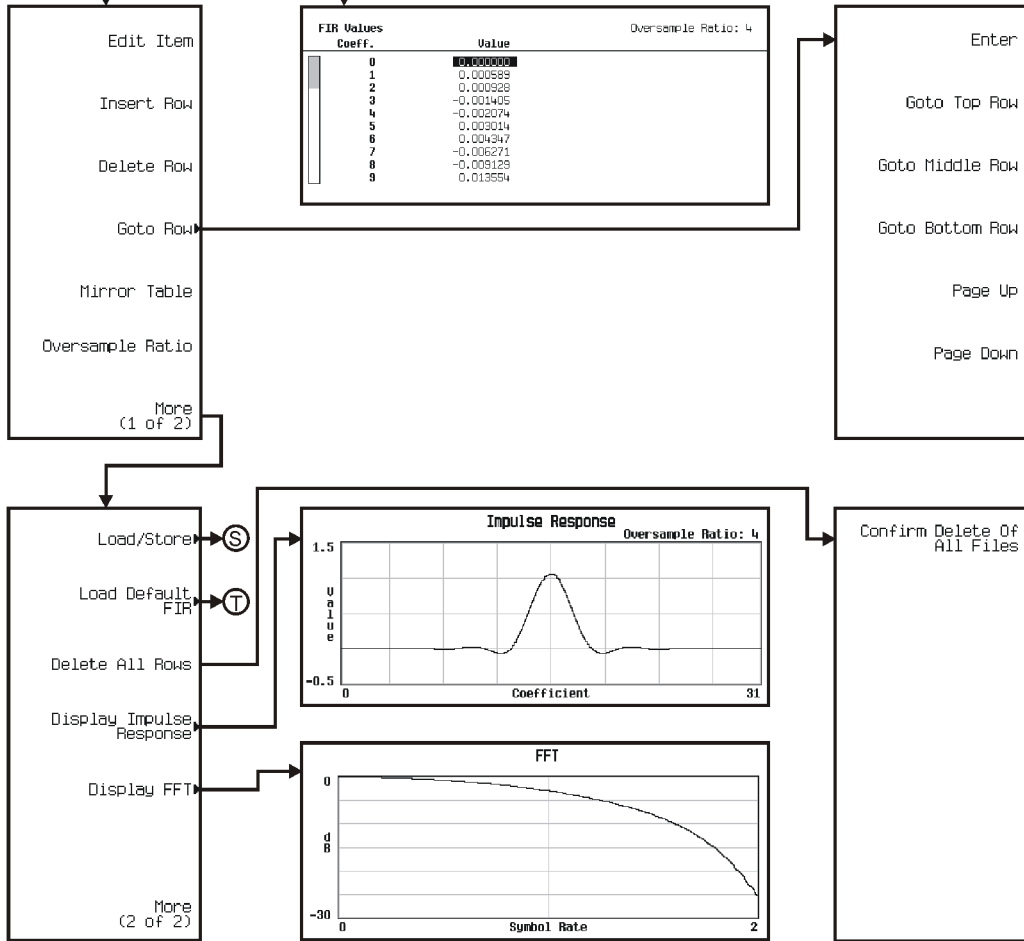 Edit Item
Insert Row
Delete Row
Goto Row
Mirror Table
Oversample Ratio
More
(1 of 2)
FIR Values Oversample Ratio: 4
Coeff. Value
0 0.000000
1 0.000589
2 0.000928
3 -0.001405
4 -0.002074
5 0.003014
6 0.004347
7 -0.006271
8 -0.009129
9 0.013554
Enter
Goto Top Row
Goto Middle Row
Goto Bottom Row
Page Up
Page Down
Load/Store S
Load Default
FIR T
Delete All Rows
Display Impulse
Response
Display FFT
More
(2 of 2)
Impulse Response
Oversample Ratio: 4
1.5
Value
-0.5
0 Coefficient 31
FFT
0
dB
-30
0 Symbol Rate 2
Confirm Delete Of
All Files